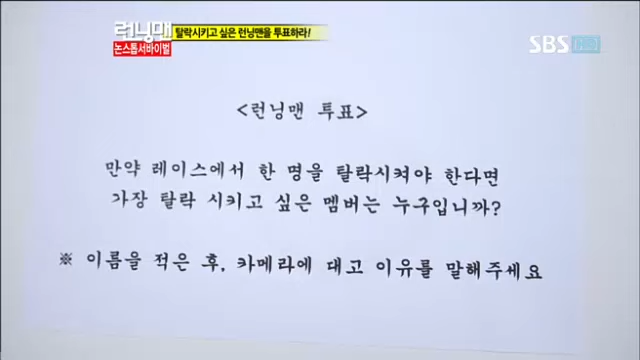 런닝맨 탈락시키고 싶은 런닝맨을 투표하라!
논스톱서바이벌
SBS
<런닝맨 투표>
만약 레이스에서 한 명을 탈락시켜야 한다면
가장 탈락 시키고 싶은 멤버는 누구입니까?
※ 이름을 적은 후, 카메라에 대고 이유를 말해주세요